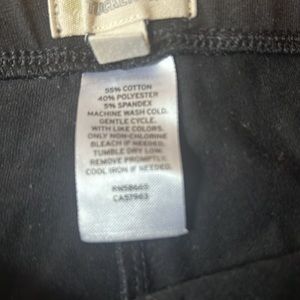 55% COTTON
40% POLYESTER
5% SPANDEX
MACHINE WASH COLD.
GENTLE CYCLE.
WITH LIKE COLORS.
ONLY NON-CHLORINE
BLEACH IF NEEDED.
TUMBLE DRY LOW.
REMOVE PROMPTLY.
COOL IRON IF NEEDED.
CA57963